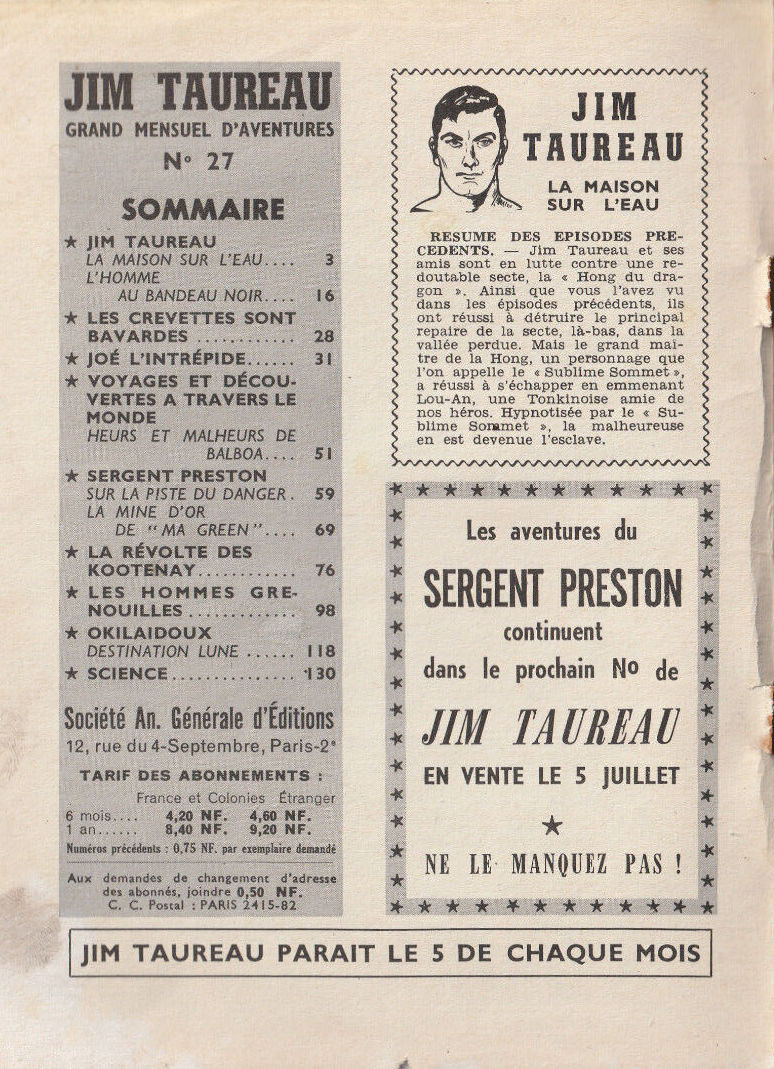 JIM TAUREAU
GRAND MENSUEL D'AVENTURES
No 27
SOMMAIRE
★ JIM TAUREAU
LA MAISON SUR L'EAU.... 3
L'HOMME
AU BANDEAU NOIR.... 16
★ LES CREVETTES SONT
BAVARDES ............ 28
★ JOÉ L'INTRÉPIDE...... 31
★ VOYAGES ET DÉCOU-
VERTES A TRAVERS LE
MONDE
HEURS ET MALHEURS DE
BALBOA.... 51
★ SERGENT PRESTON
SUR LA PISTE DU DANGER. 59
LA MINE D'OR
DE "MA GREEN".... 69
★ LA RÉVOLTE DES
KOOTENAY............ 76
★ LES HOMMES GRE-
NOUILLES ............. 98
★ OKILAIDOUX
DESTINATION LUNE ...... 118
★ SCIENCE............... 130
Société An. Générale d'Éditions
12, rue du 4-Septembre, Paris-2e
TARIF DES ABONNEMENTS :
France et Colonies Étranger
6 mois.... 4,20 NF. 4,60 NF.
1 an...... 8,40 NF. 9,20 NF.
Numéros précédents : 0,75 NF. par exemplaire demandé
Aux demandes de changement d'adresse
des abonnés, joindre 0,50 NF.
C. C. Postal : PARIS 2415-82
JIM
TAUREAU
LA MAISON
SUR L'EAU
RESUME DES EPISODES PRE-
CEDENTS. — Jim Taureau et ses
amis sont en lutte contre une re-
doutable secte, la « Hong du dra-
gon ». Ainsi que vous l'avez vu
dans les épisodes précédents, ils
ont réussi à détruire le principal
repaire de la secte, là-bas, dans la
vallée perdue. Mais le grand maî-
tre de la Hong, un personnage que
l'on appelle le « Sublime Sommet »,
a réussi à s'échapper en emmenant
Lou-An, une Tonkinoise amie de
nos héros. Hypnotisée par le « Su-
blime Sommet », la malheureuse
en est devenue l'esclave.
Les aventures du
SERGENT PRESTON
continuent
dans le prochain No de
JIM TAUREAU
EN VENTE LE 5 JUILLET
★
NE LE MANQUEZ PAS !
JIM TAUREAU PARAIT LE 5 DE CHAQUE MOIS